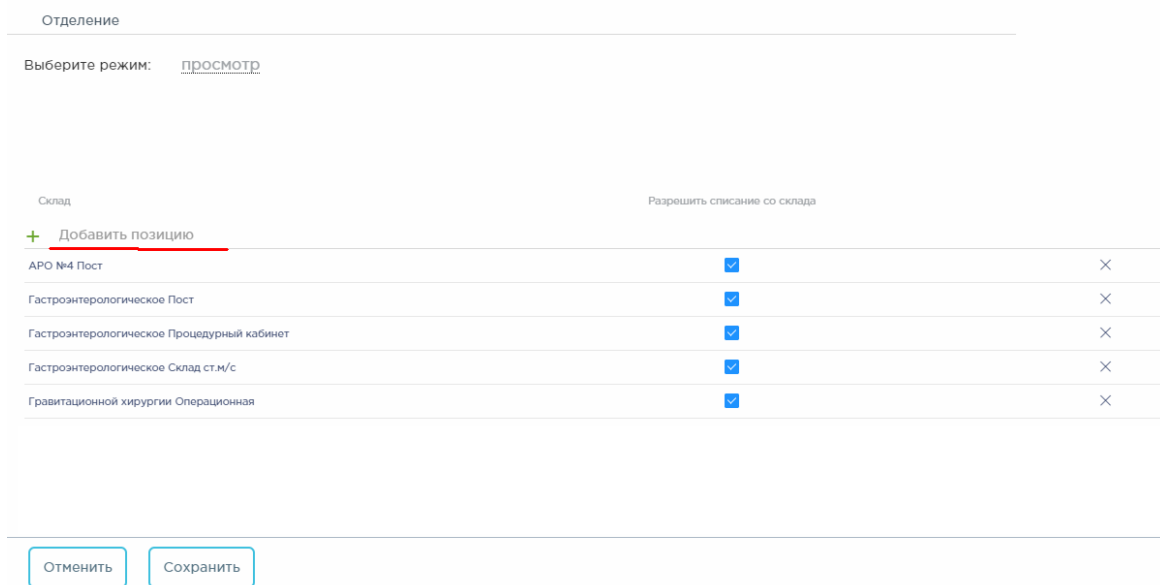 Отделение
Выберите режим: просмотр
Склад Разрешить списание со склада
+ Добавить позицию
АРО №4 Пост
Гастроэнтерологическое Пост
Гастроэнтерологическое Процедурный кабинет
Гастроэнтерологическое Склад ст.м/с
Гравитационной хирургии Операционная
Отменить Сохранить